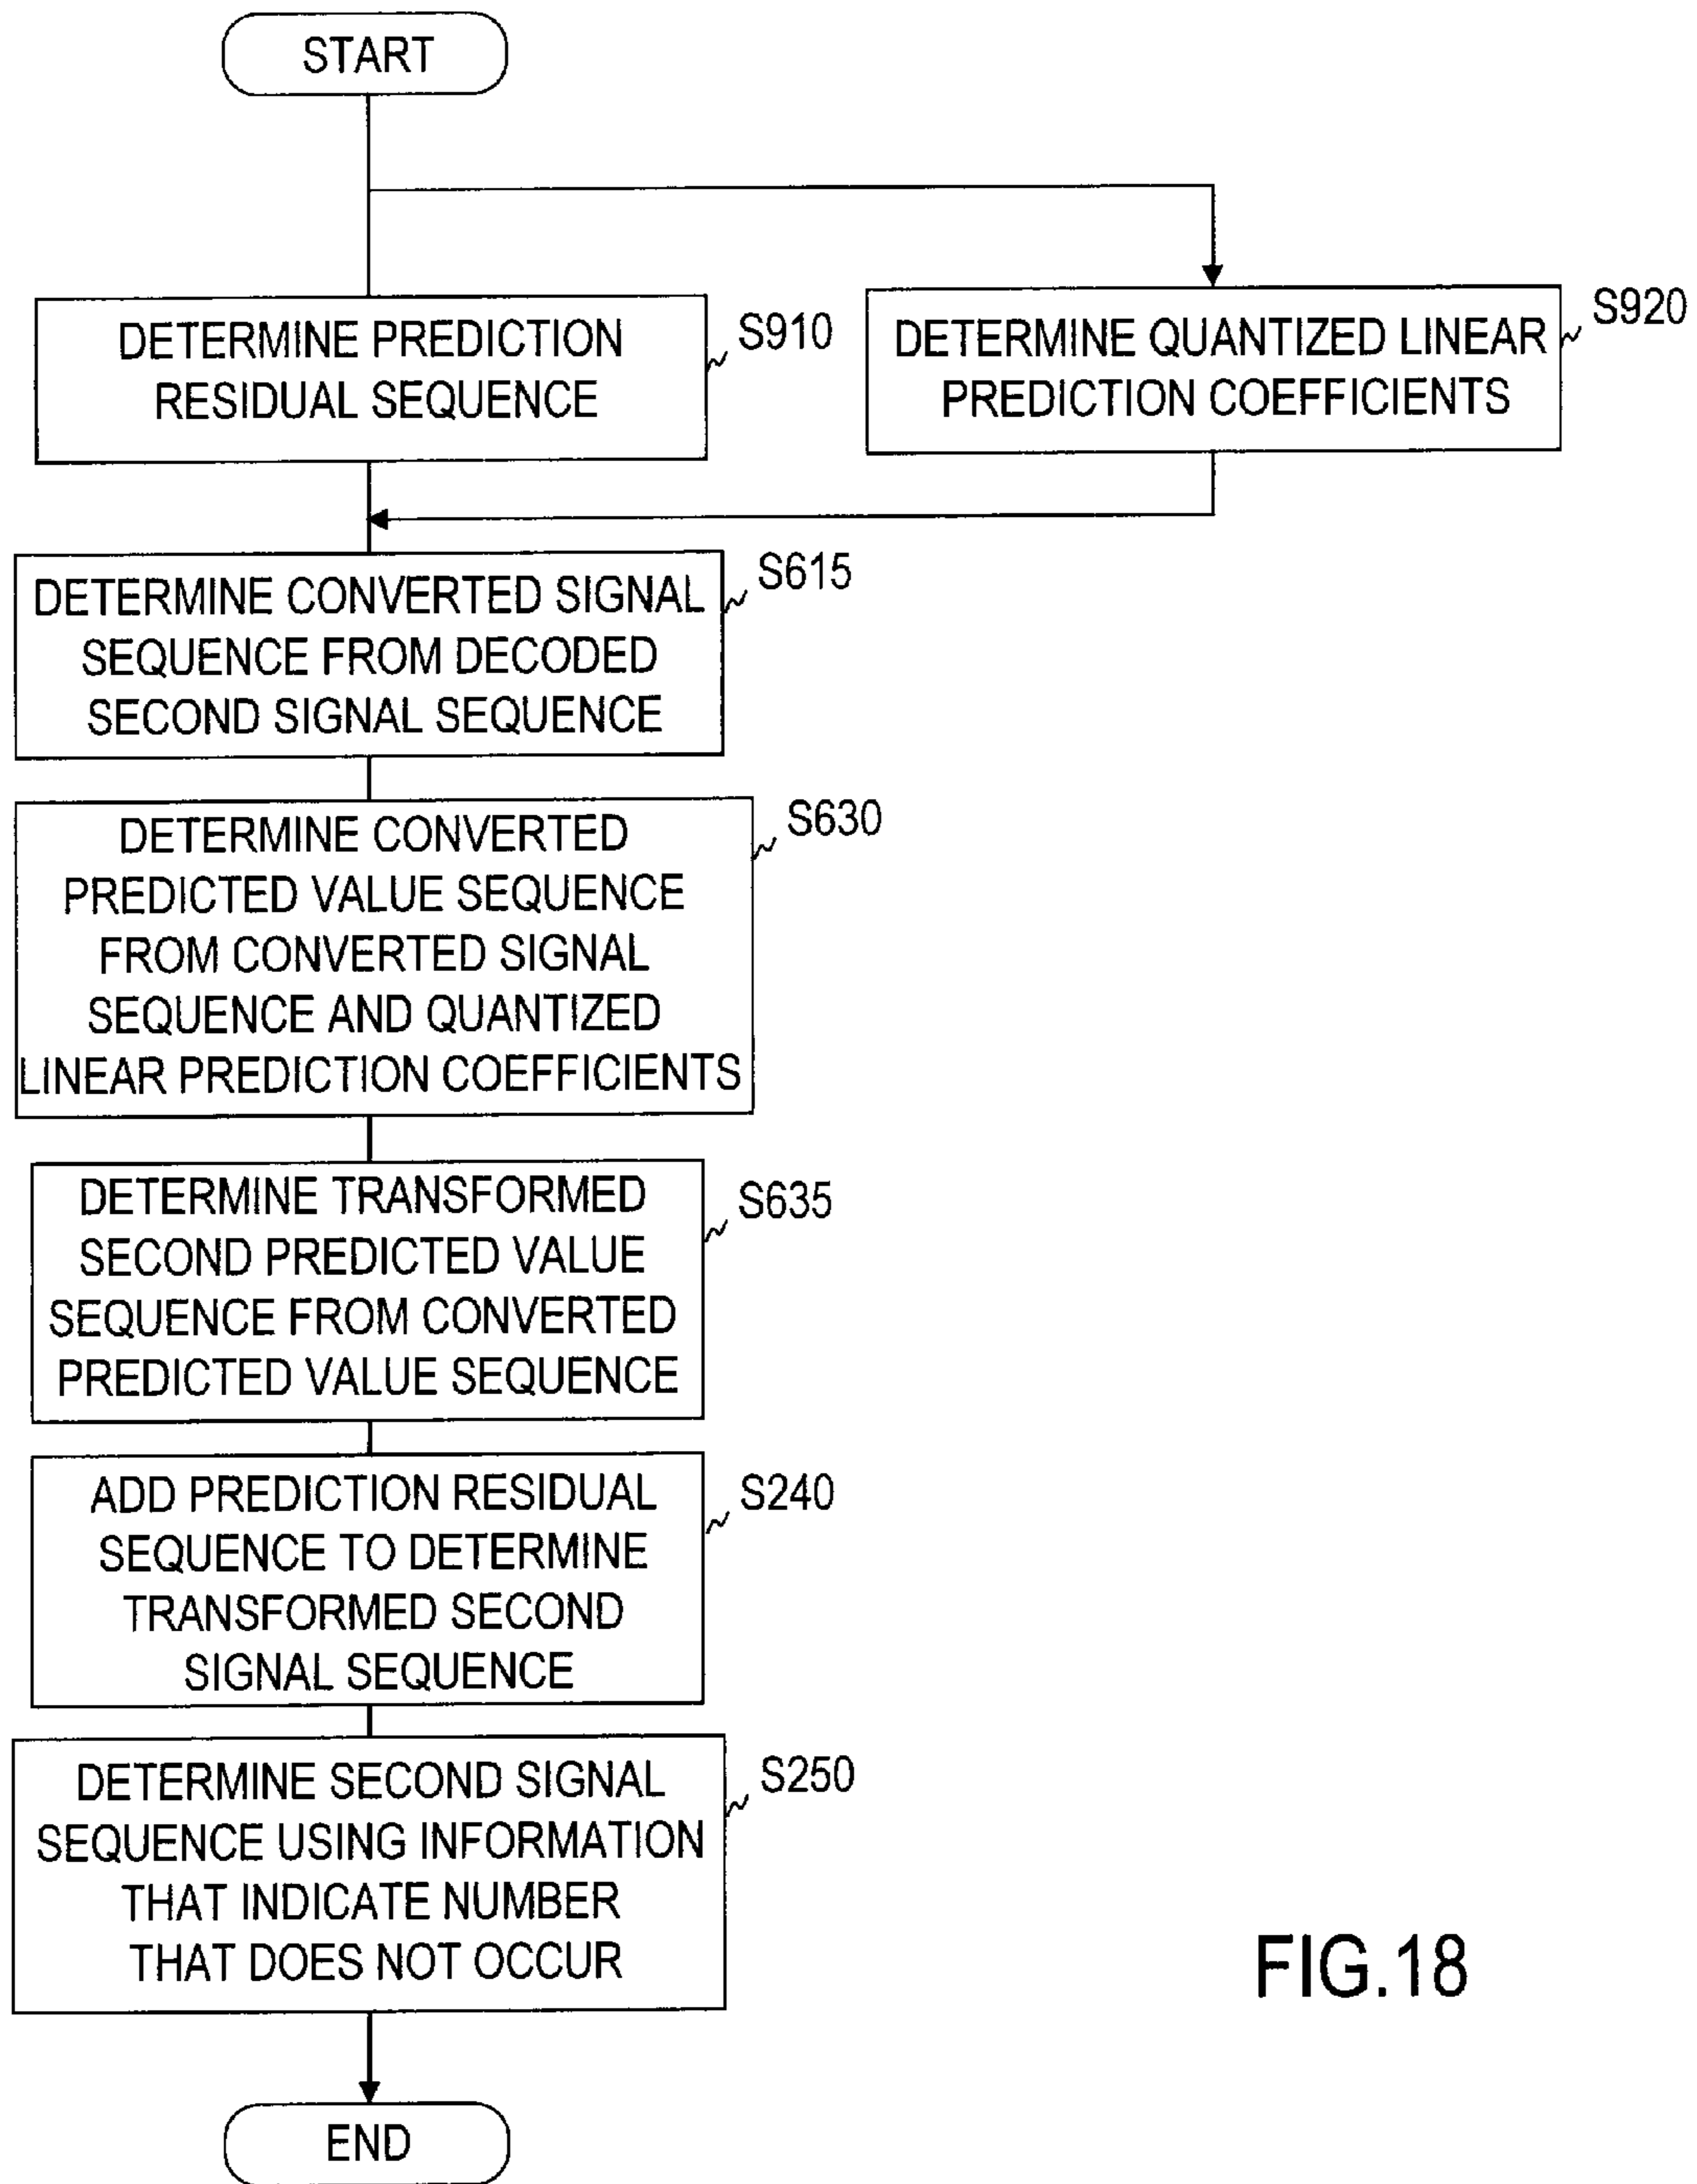 START
DETERMINE PREDICTION
RESIDUAL SEQUENCE
S910
DETERMINE QUANTIZED LINEAR
PREDICTION COEFFICIENTS
S920
DETERMINE CONVERTED SIGNAL
SEQUENCE FROM DECODED
SECOND SIGNAL SEQUENCE
S615
DETERMINE CONVERTED
PREDICTED VALUE SEQUENCE
FROM CONVERTED SIGNAL
SEQUENCE AND QUANTIZED
LINEAR PREDICTION COEFFICIENTS
S630
DETERMINE TRANSFORMED
SECOND PREDICTED VALUE
SEQUENCE FROM CONVERTED
PREDICTED VALUE SEQUENCE
S635
ADD PREDICTION RESIDUAL
SEQUENCE TO DETERMINE
TRANSFORMED SECOND
SIGNAL SEQUENCE
S240
DETERMINE SECOND SIGNAL
SEQUENCE USING INFORMATION
THAT INDICATE NUMBER
THAT DOES NOT OCCUR
S250
END
FIG.18